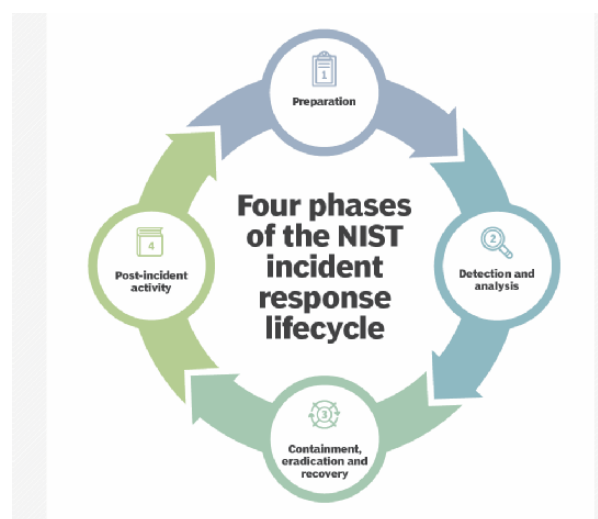 1
Preparation
Four phases
of the NIST
incident
response
lifecycle
2
Detection and
analysis
3
Containment,
eradication and
recovery
4
Post-incident
activity